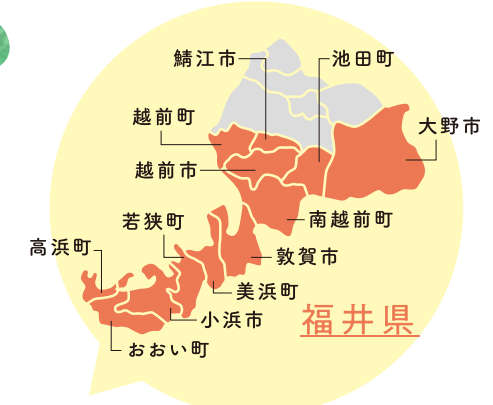 鯖江市
池田町
越前町
大野市
越前市
若狭町
南越前町
高浜町
敦賀市
美浜町
小浜市
福井県
おおい町